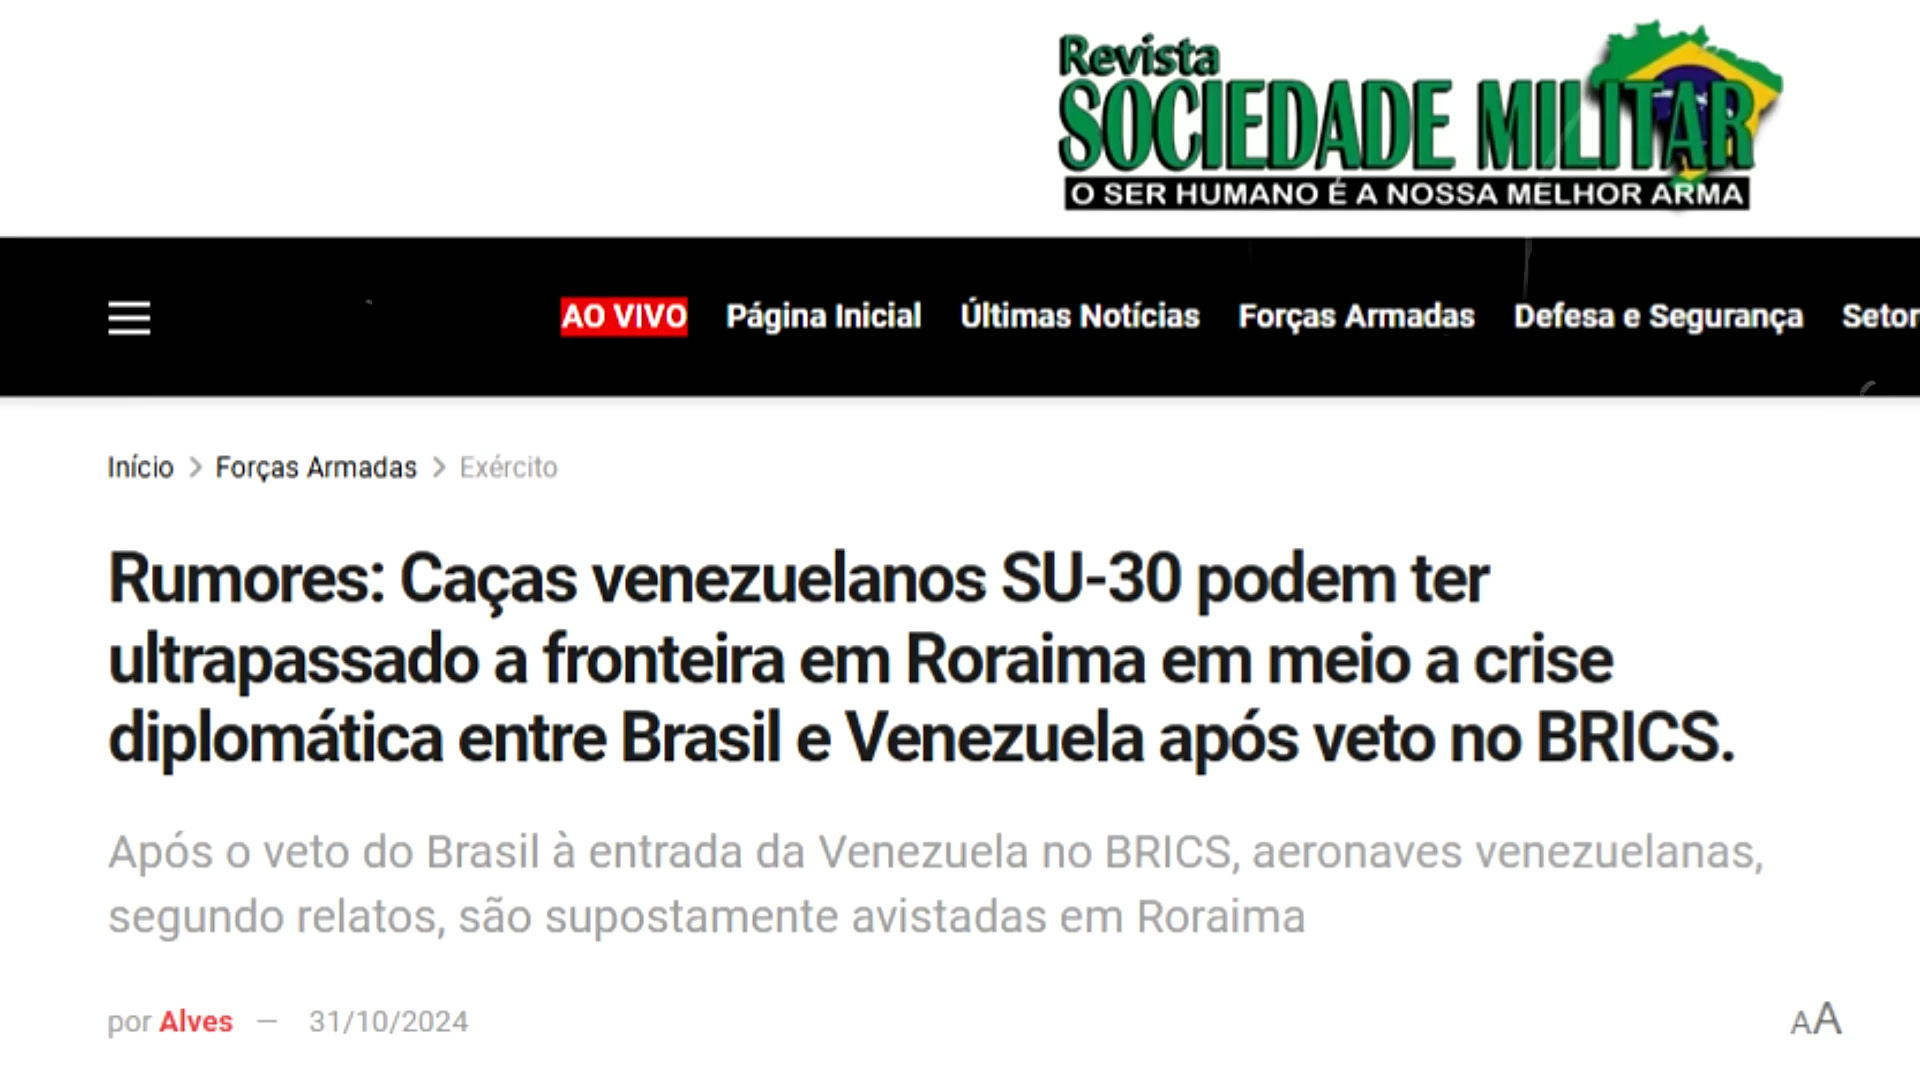 Revista
SOCIEDADE MILITAR
O SER HUMANO É A NOSSA MELHOR ARMA
AO VIVO Página Inicial Últimas Notícias Forças Armadas Defesa e Segurança Setor
Início > Forças Armadas > Exército
Rumores: Caças venezuelanos SU-30 podem ter
ultrapassado a fronteira em Roraima em meio a crise
diplomática entre Brasil e Venezuela após veto no BRICS.
Após o veto do Brasil à entrada da Venezuela no BRICS, aeronaves venezuelanas,
segundo relatos, são supostamente avistadas em Roraima
por Alves — 31/10/2024
AA